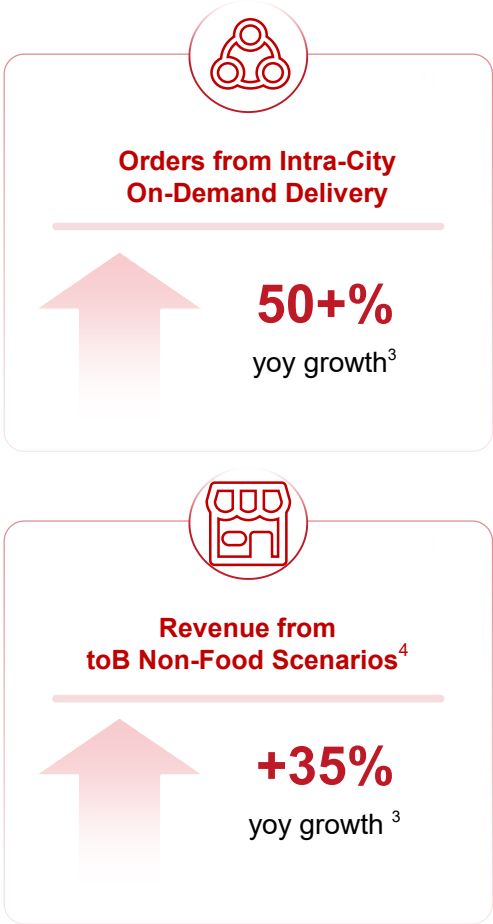 Orders from Intra-City
On-Demand Delivery
50+%
yoy growth³
Revenue from
toB Non-Food Scenarios⁴
+35%
yoy growth ³